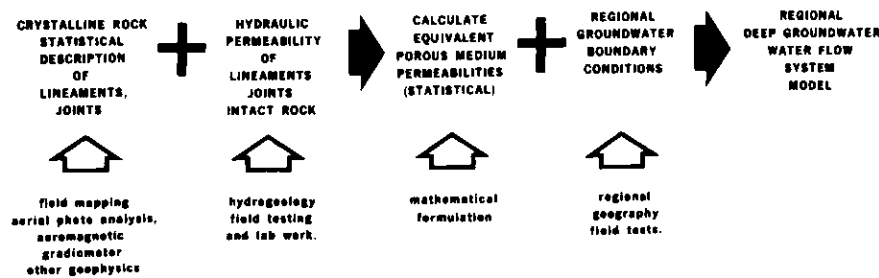 CRYSTALLINE ROCK
STATISTICAL
DESCRIPTION
OF
LINEAMENTS,
JOINTS
HYDRAULIC
PERMEABILITY
OF
LINEAMENTS
JOINTS
INTACT ROCK
CALCULATE
EQUIVALENT
POROUS MEDIUM
PERMEABILITIES
(STATISTICAL)
REGIONAL
GROUNDWATER
BOUNDARY
CONDITIONS
REGIONAL
DEEP GROUNDWATER
WATER FLOW
SYSTEM
MODEL
field mapping
aerial photo analysis,
aeromagnetic
gradiometer
other geophysics
hydrogeology
field testing
and lab work.
mathematical
formulation
regional
geography
field tests.